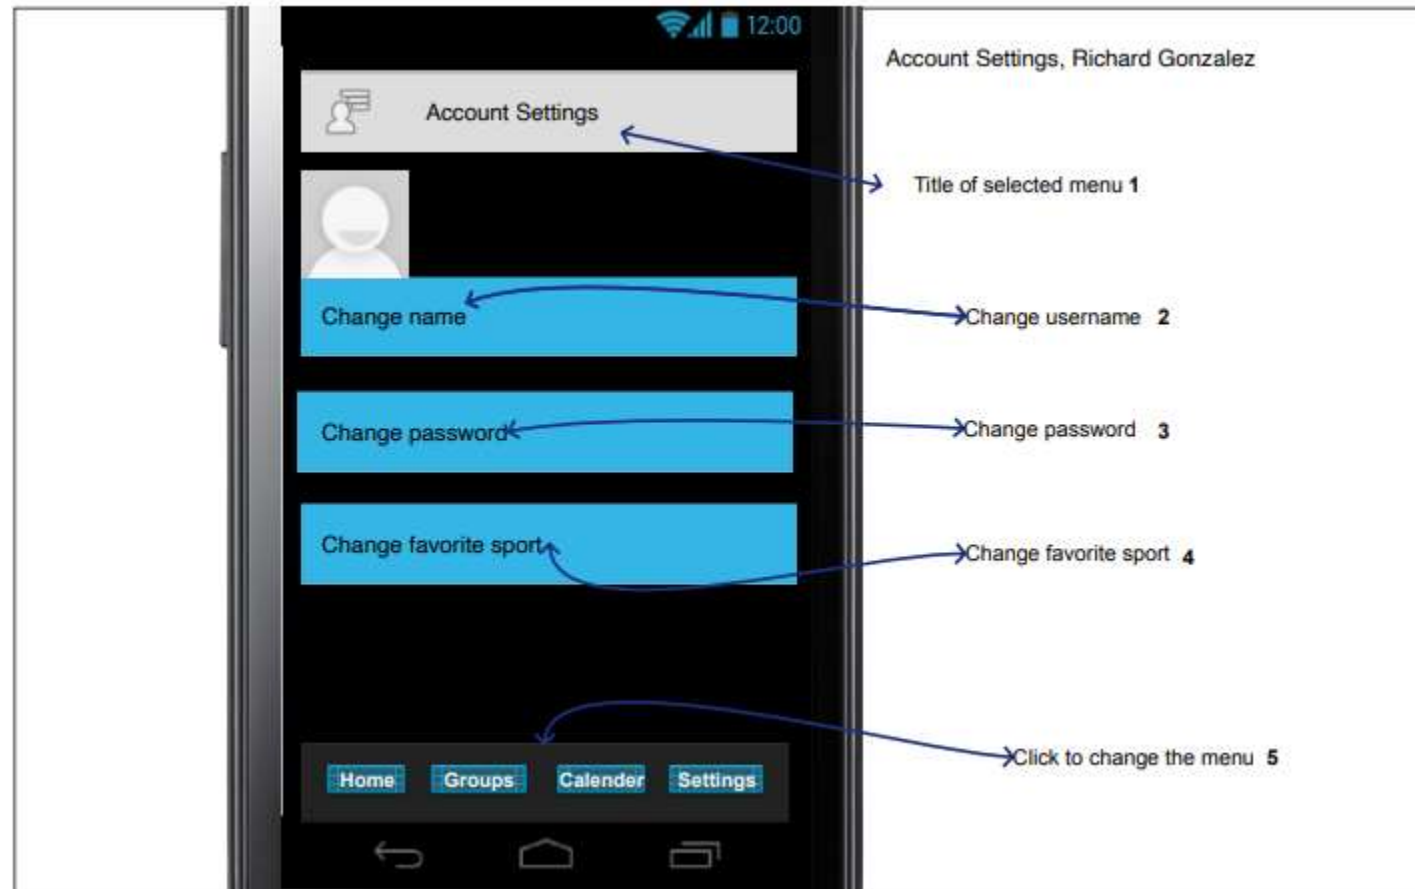 12:00
Account Settings, Richard Gonzalez
Account Settings
Title of selected menu 1
Change name
Change username 2
Change password
Change password 3
Change favorite sport
Change favorite sport 4
Click to change the menu 5
Home Groups Calender Settings